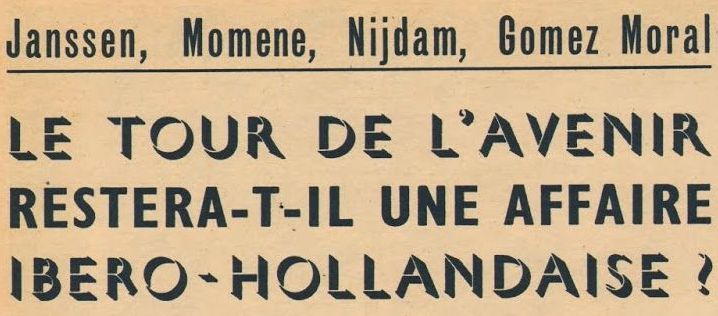 Janssen, Momene, Nijdam, Gomez Moral
LE TOUR DE L'AVENIR
RESTERA-T-IL UNE AFFAIRE
IBERO-HOLLANDAISE ?